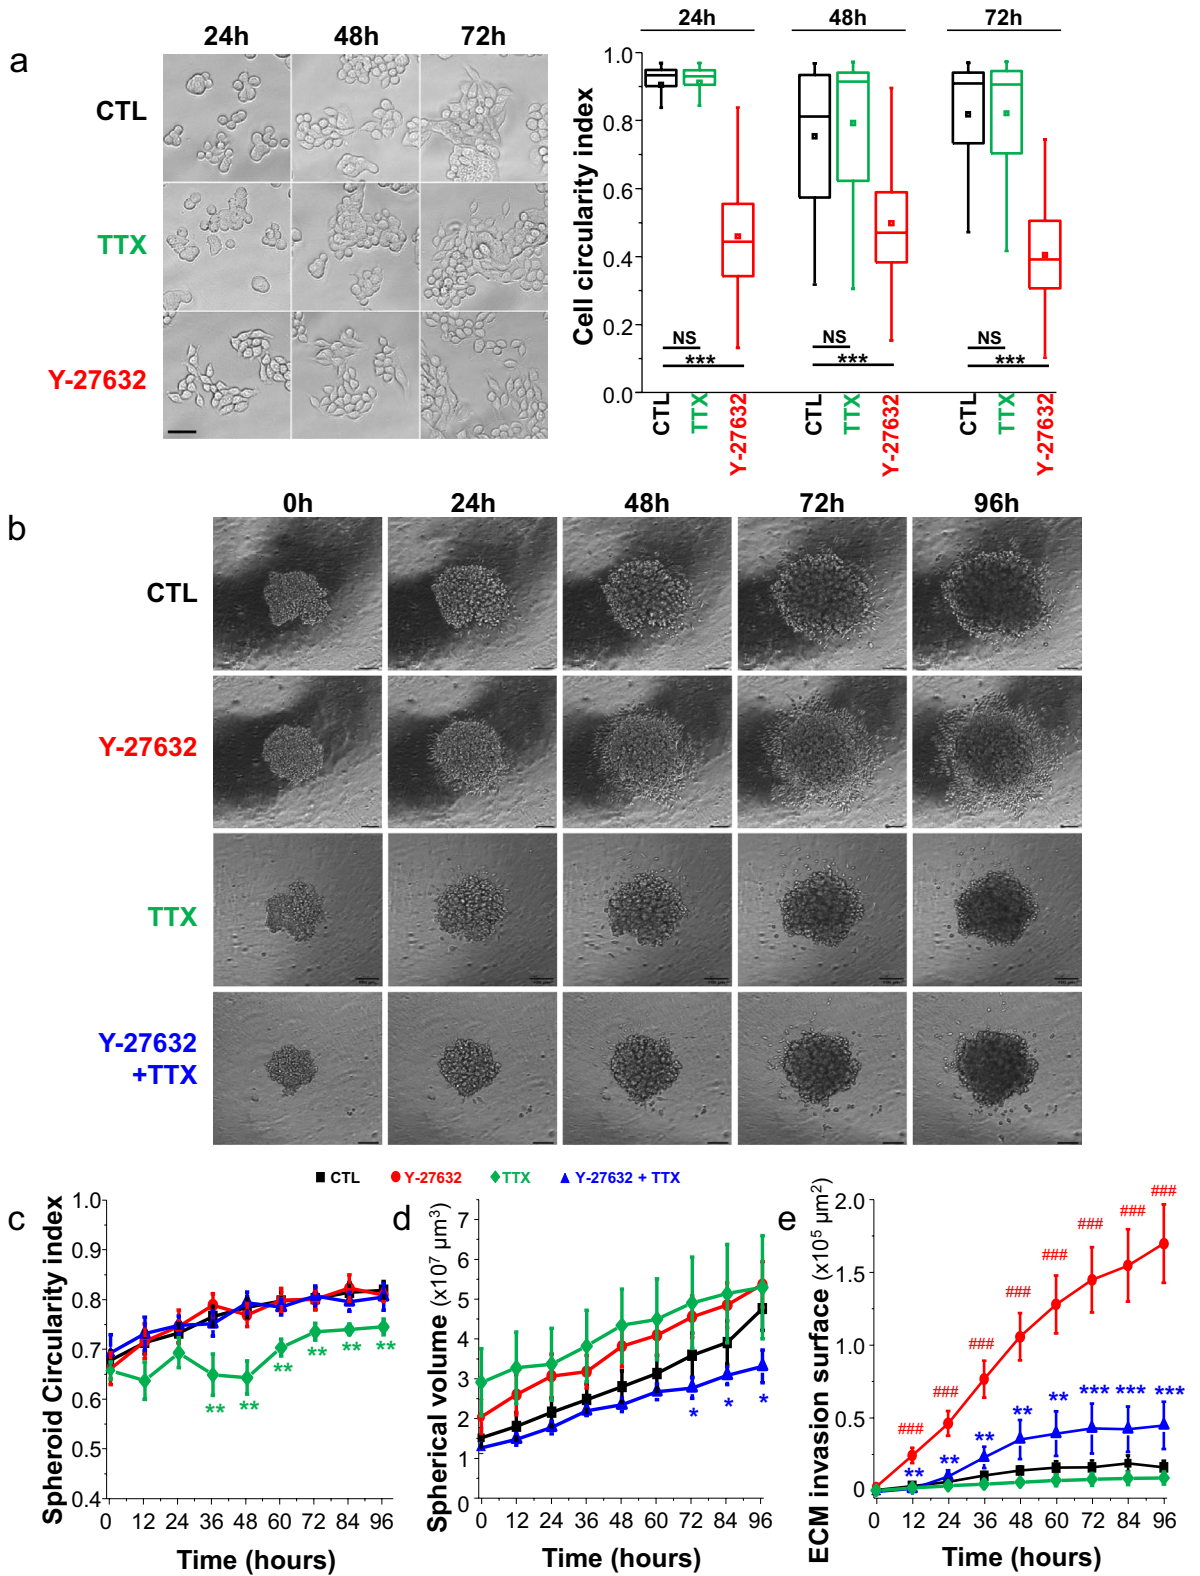 a
24h 48h 72h
CTL
TTX
Y-27632
24h 48h 72h
Cell circularity index
1.0
0.8
0.6
0.4
0.2
0.0
NS NS NS
*** *** ***
CTL TTX Y-27632 CTL TTX Y-27632 CTL TTX Y-27632
b
0h 24h 48h 72h 96h
CTL
Y-27632
TTX
Y-27632
+TTX
CTL Y-27632 TTX Y-27632 + TTX
c
Spheroid Circularity index
1.0
0.9
0.8
0.7
0.6
0.5
0.4
** ** ** ** ** **
0 12 24 36 48 60 72 84 96
Time (hours)
d
Spherical volume (x10⁷ µm³)
7
6
5
4
3
2
1
0
* * *
0 12 24 36 48 60 72 84 96
Time (hours)
e
ECM invasion surface (x10⁵ µm²)
2.0
1.5
1.0
0.5
0
### ### ### ### ### ### ### ###
** ** ** ** ** *** *** ***
0 12 24 36 48 60 72 84 96
Time (hours)